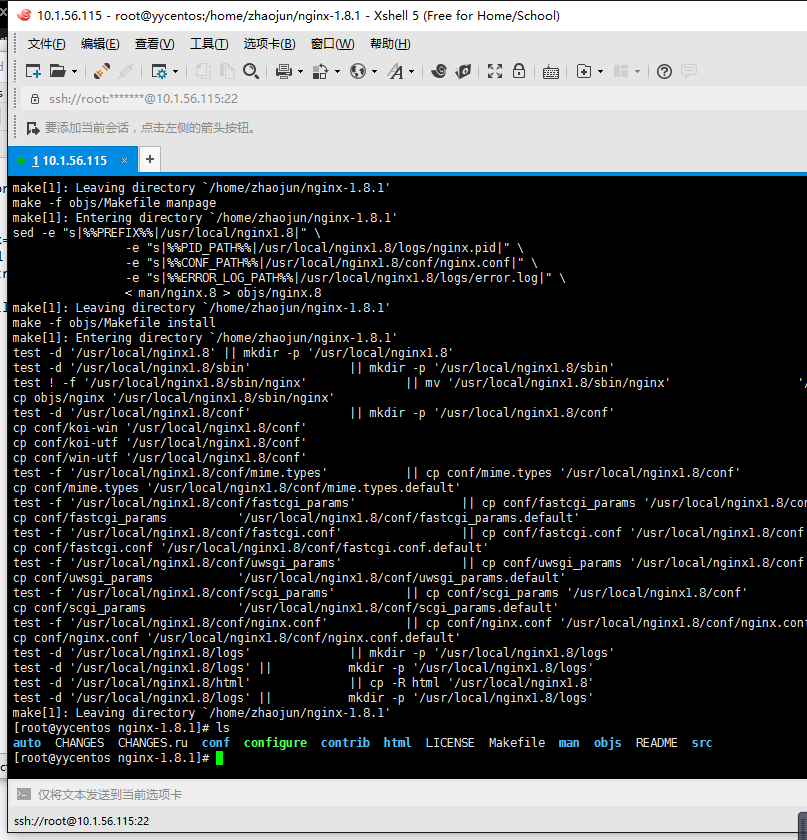 10.1.56.115 - root@yycentos:/home/zhaojun/nginx-1.8.1 - Xshell 5 (Free for Home/School)
文件(F) 编辑(E) 查看(V) 工具(T) 选项卡(B) 窗口(W) 帮助(H)
ssh://root:*******@10.1.56.115:22
要添加当前会话，点击左侧的箭头按钮。
1 10.1.56.115 × +
make[1]: Leaving directory `/home/zhaojun/nginx-1.8.1'
make -f objs/Makefile manpage
make[1]: Entering directory `/home/zhaojun/nginx-1.8.1'
sed -e "s|%%PREFIX%%|/usr/local/nginx1.8|" \
-e "s|%%PID_PATH%%|/usr/local/nginx1.8/logs/nginx.pid|" \
-e "s|%%CONF_PATH%%|/usr/local/nginx1.8/conf/nginx.conf|" \
-e "s|%%ERROR_LOG_PATH%%|/usr/local/nginx1.8/logs/error.log|" \
< man/nginx.8 > objs/nginx.8
make[1]: Leaving directory `/home/zhaojun/nginx-1.8.1'
make -f objs/Makefile install
make[1]: Entering directory `/home/zhaojun/nginx-1.8.1'
test -d '/usr/local/nginx1.8' || mkdir -p '/usr/local/nginx1.8'
test -d '/usr/local/nginx1.8/sbin' || mkdir -p '/usr/local/nginx1.8/sbin'
test ! -f '/usr/local/nginx1.8/sbin/nginx' || mv '/usr/local/nginx1.8/sbin/nginx' '/
cp objs/nginx '/usr/local/nginx1.8/sbin/nginx'
test -d '/usr/local/nginx1.8/conf' || mkdir -p '/usr/local/nginx1.8/conf'
cp conf/koi-win '/usr/local/nginx1.8/conf'
cp conf/koi-utf '/usr/local/nginx1.8/conf'
cp conf/win-utf '/usr/local/nginx1.8/conf'
test -f '/usr/local/nginx1.8/conf/mime.types' || cp conf/mime.types '/usr/local/nginx1.8/conf'
cp conf/mime.types '/usr/local/nginx1.8/conf/mime.types.default'
test -f '/usr/local/nginx1.8/conf/fastcgi_params' || cp conf/fastcgi_params '/usr/local/nginx1.8/con
cp conf/fastcgi_params '/usr/local/nginx1.8/conf/fastcgi_params.default'
test -f '/usr/local/nginx1.8/conf/fastcgi.conf' || cp conf/fastcgi.conf '/usr/local/nginx1.8/conf
cp conf/fastcgi.conf '/usr/local/nginx1.8/conf/fastcgi.conf.default'
test -f '/usr/local/nginx1.8/conf/uwsgi_params' || cp conf/uwsgi_params '/usr/local/nginx1.8/conf
cp conf/uwsgi_params '/usr/local/nginx1.8/conf/uwsgi_params.default'
test -f '/usr/local/nginx1.8/conf/scgi_params' || cp conf/scgi_params '/usr/local/nginx1.8/conf'
cp conf/scgi_params '/usr/local/nginx1.8/conf/scgi_params.default'
test -f '/usr/local/nginx1.8/conf/nginx.conf' || cp conf/nginx.conf '/usr/local/nginx1.8/conf/nginx.conf
cp conf/nginx.conf '/usr/local/nginx1.8/conf/nginx.conf.default'
test -d '/usr/local/nginx1.8/logs' || mkdir -p '/usr/local/nginx1.8/logs'
test -d '/usr/local/nginx1.8/logs' || mkdir -p '/usr/local/nginx1.8/logs'
test -d '/usr/local/nginx1.8/html' || cp -R html '/usr/local/nginx1.8'
test -d '/usr/local/nginx1.8/logs' || mkdir -p '/usr/local/nginx1.8/logs'
make[1]: Leaving directory `/home/zhaojun/nginx-1.8.1'
[root@yycentos nginx-1.8.1]# ls
auto CHANGES CHANGES.ru conf configure contrib html LICENSE Makefile man objs README src
[root@yycentos nginx-1.8.1]#
仅将文本发送到当前选项卡
ssh://root@10.1.56.115:22